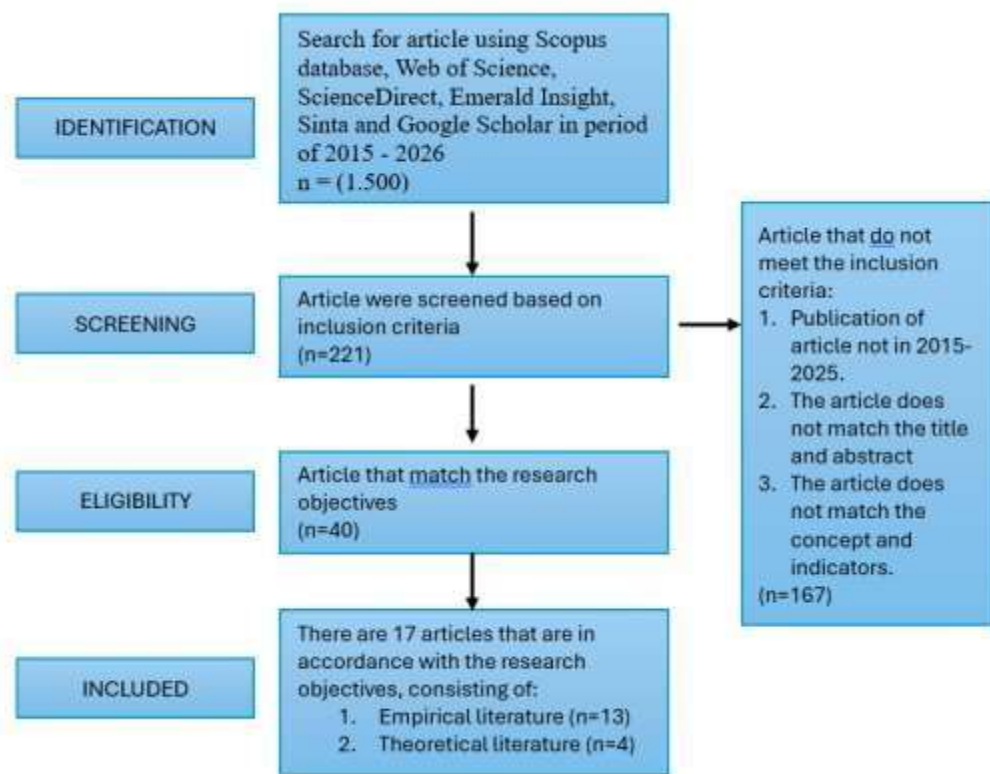 IDENTIFICATION
Search for article using Scopus
database, Web of Science,
ScienceDirect, Emerald Insight,
Sinta and Google Scholar in period
of 2015 - 2026
n = (1.500)
SCREENING
Article were screened based on
inclusion criteria
(n=221)
Article that do not
meet the inclusion
criteria:
1. Publication of
article not in 2015-
2025.
2. The article does
not match the title
and abstract
3. The article does
not match the
concept and
indicators.
(n=167)
ELIGIBILITY
Article that match the research
objectives
(n=40)
INCLUDED
There are 17 articles that are in
accordance with the research
objectives, consisting of:
1. Empirical literature (n=13)
2. Theoretical literature (n=4)